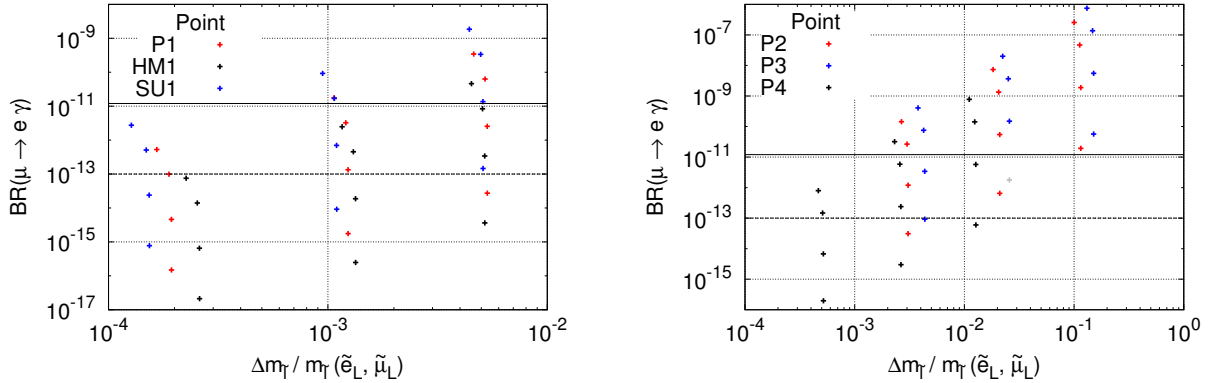 Point
P1
HM1
SU1
10⁻⁹
10⁻¹¹
10⁻¹³
10⁻¹⁵
10⁻¹⁷
BR(μ → e γ)
10⁻⁴
10⁻³
10⁻²
Δm_l̃ / m_l̃ (ẽ_L, μ̃_L)
Point
P2
P3
P4
10⁻⁷
10⁻⁹
10⁻¹¹
10⁻¹³
10⁻¹⁵
BR(μ → e γ)
10⁻⁴
10⁻³
10⁻²
10⁻¹
10⁰
Δm_l̃ / m_l̃ (ẽ_L, μ̃_L)